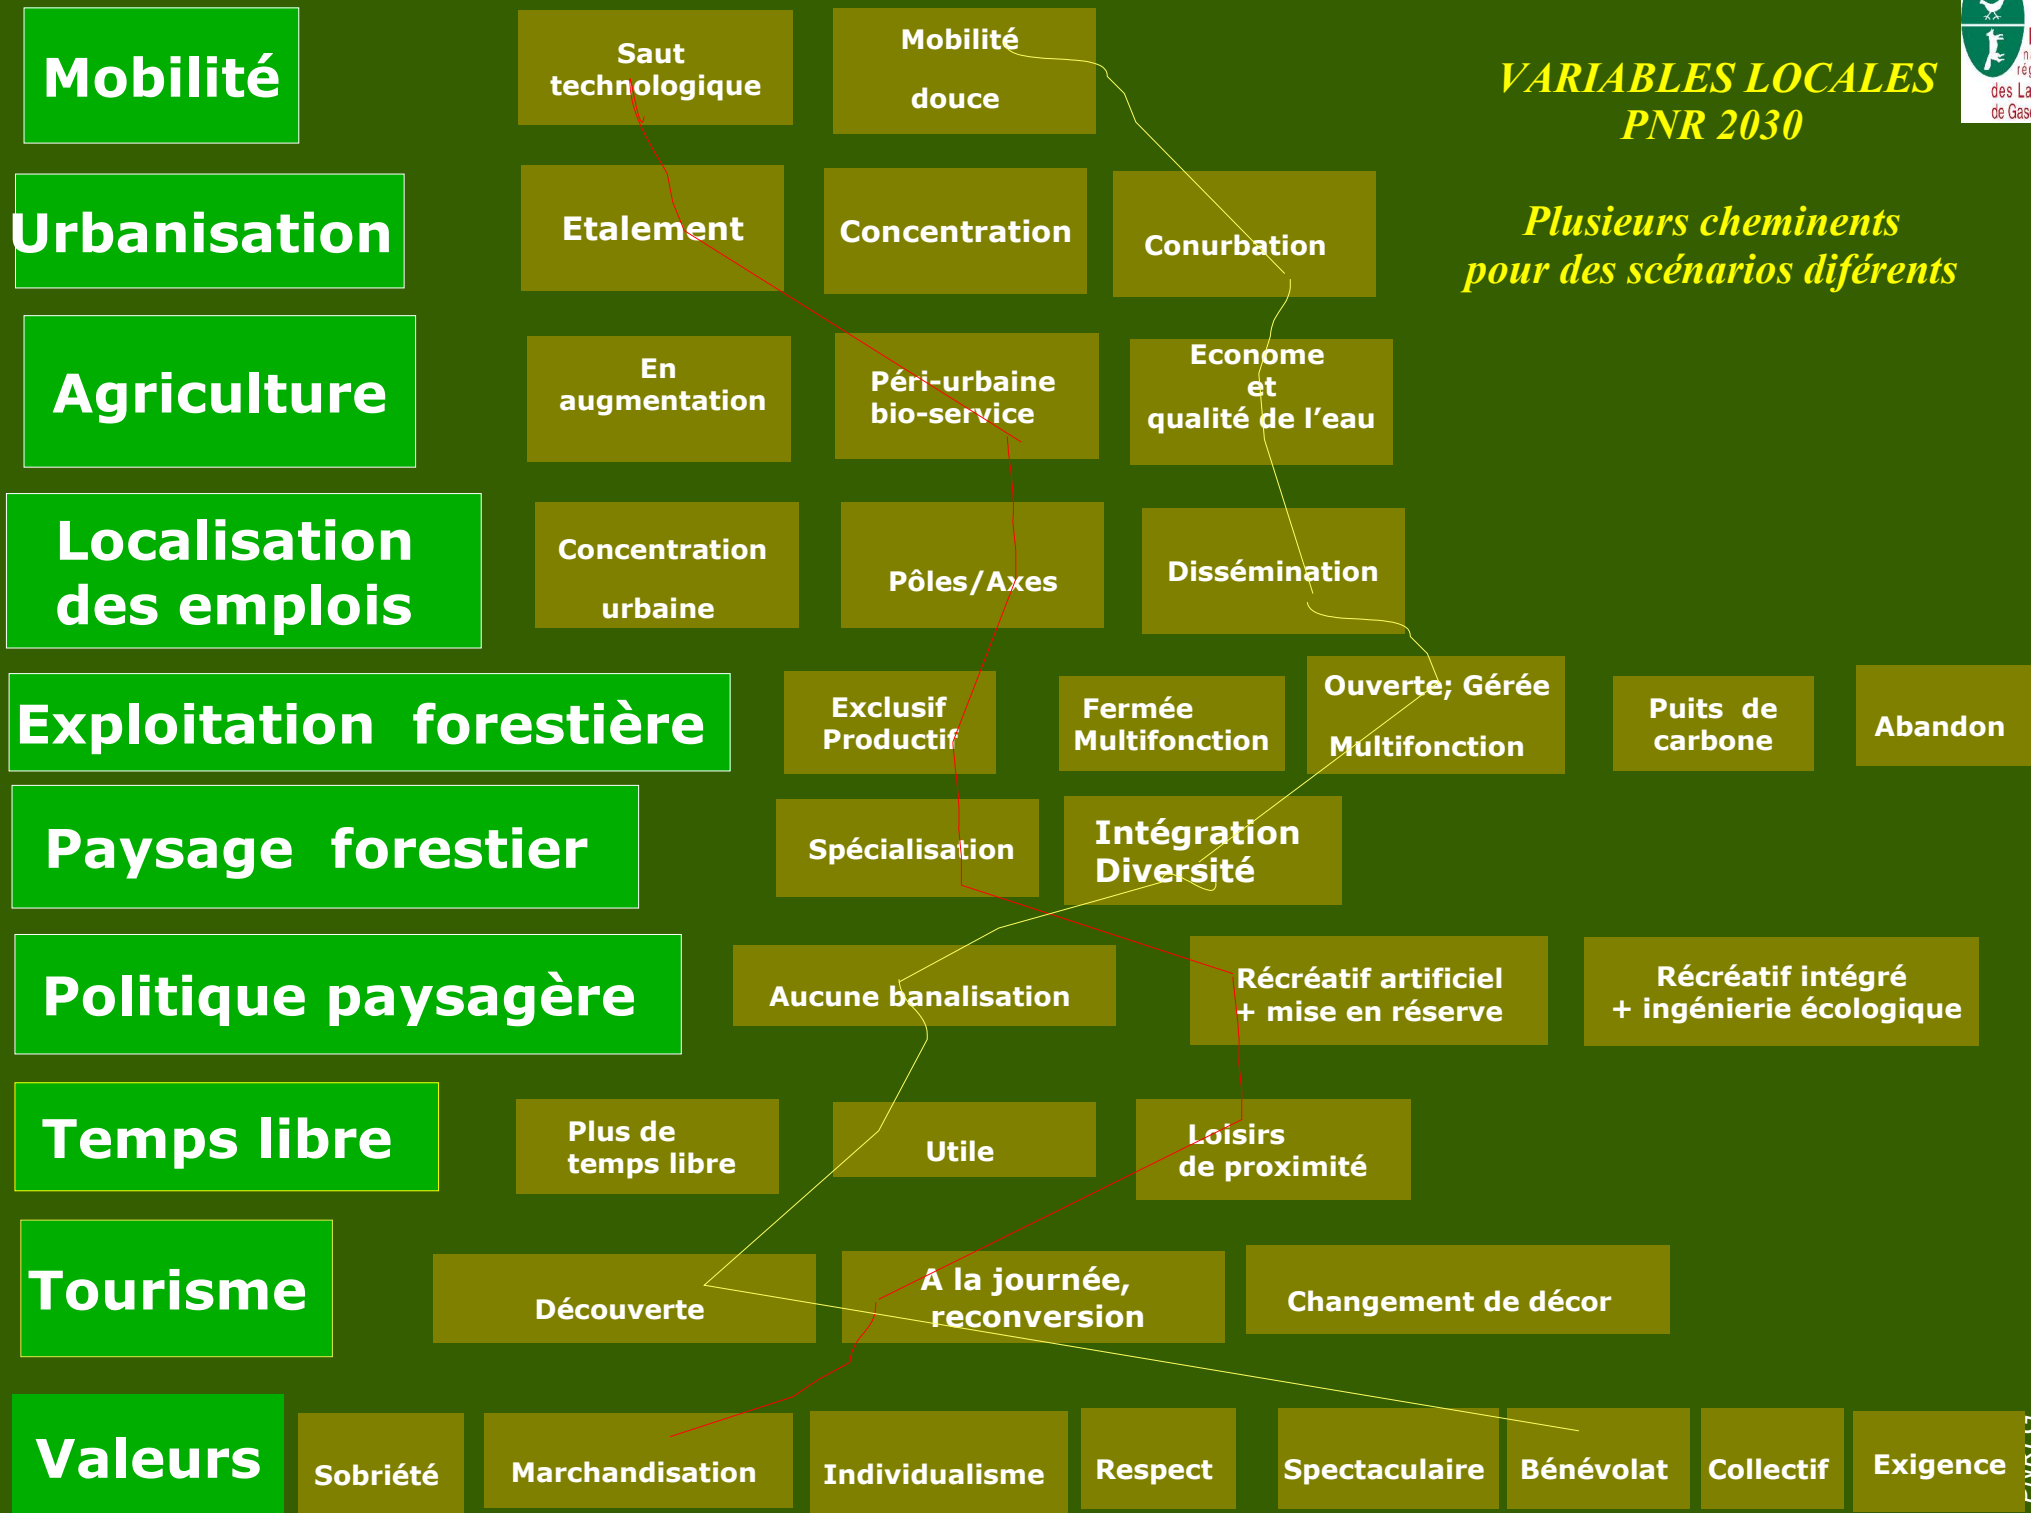 Mobilité
Saut
technologique
Mobilité
douce
VARIABLES LOCALES
PNR 2030
Plusieurs cheminents
pour des scénarios diférents
des La
de Gas
Urbanisation
Etalement
Concentration
Conurbation
Agriculture
En
augmentation
Péri-urbaine
bio-service
Econome
et
qualité de l’eau
Localisation
des emplois
Concentration
urbaine
Pôles/Axes
Dissémination
Exploitation forestière
Exclusif
Productif
Fermée
Multifonction
Ouverte; Gérée
Multifonction
Puits de
carbone
Abandon
Paysage forestier
Spécialisation
Intégration
Diversité
Politique paysagère
Aucune banalisation
Récréatif artificiel
+ mise en réserve
Récréatif intégré
+ ingénierie écologique
Temps libre
Plus de
temps libre
Utile
Loisirs
de proximité
Tourisme
Découverte
A la journée,
reconversion
Changement de décor
Valeurs
Sobriété
Marchandisation
Individualisme
Respect
Spectaculaire
Bénévolat
Collectif
Exigence